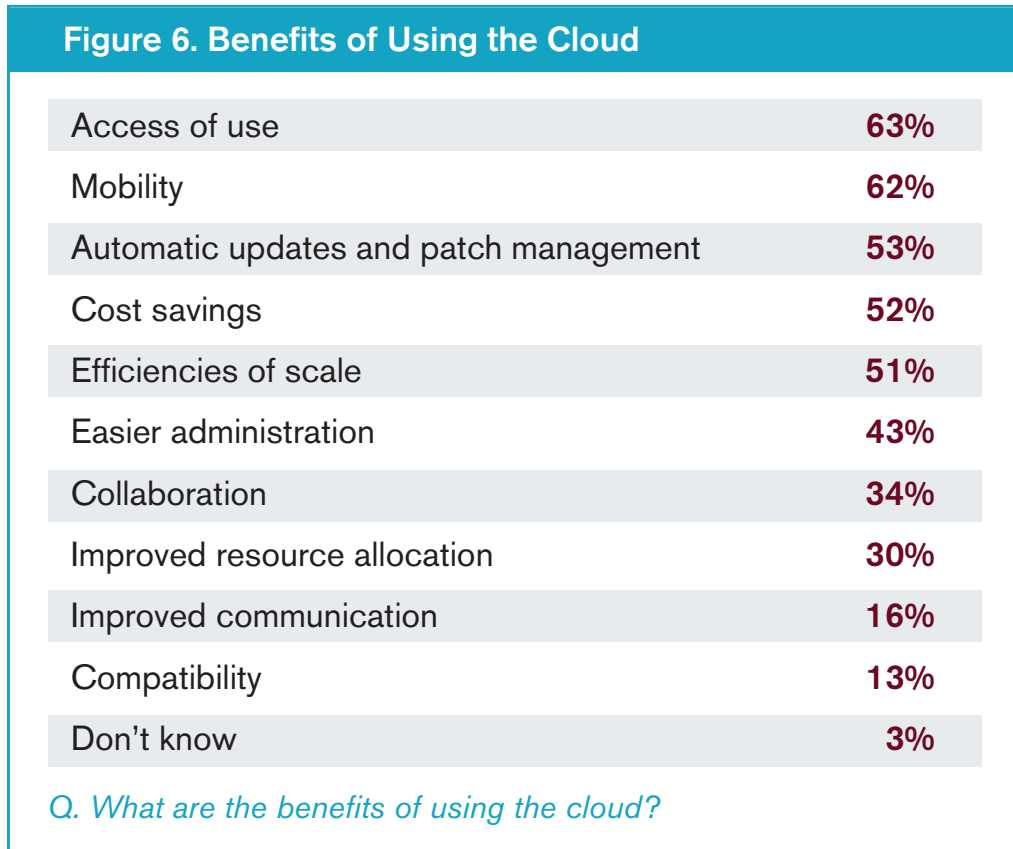 Figure 6. Benefits of Using the Cloud
Access of use 63%
Mobility 62%
Automatic updates and patch management 53%
Cost savings 52%
Efficiencies of scale 51%
Easier administration 43%
Collaboration 34%
Improved resource allocation 30%
Improved communication 16%
Compatibility 13%
Don’t know 3%
Q. What are the benefits of using the cloud?